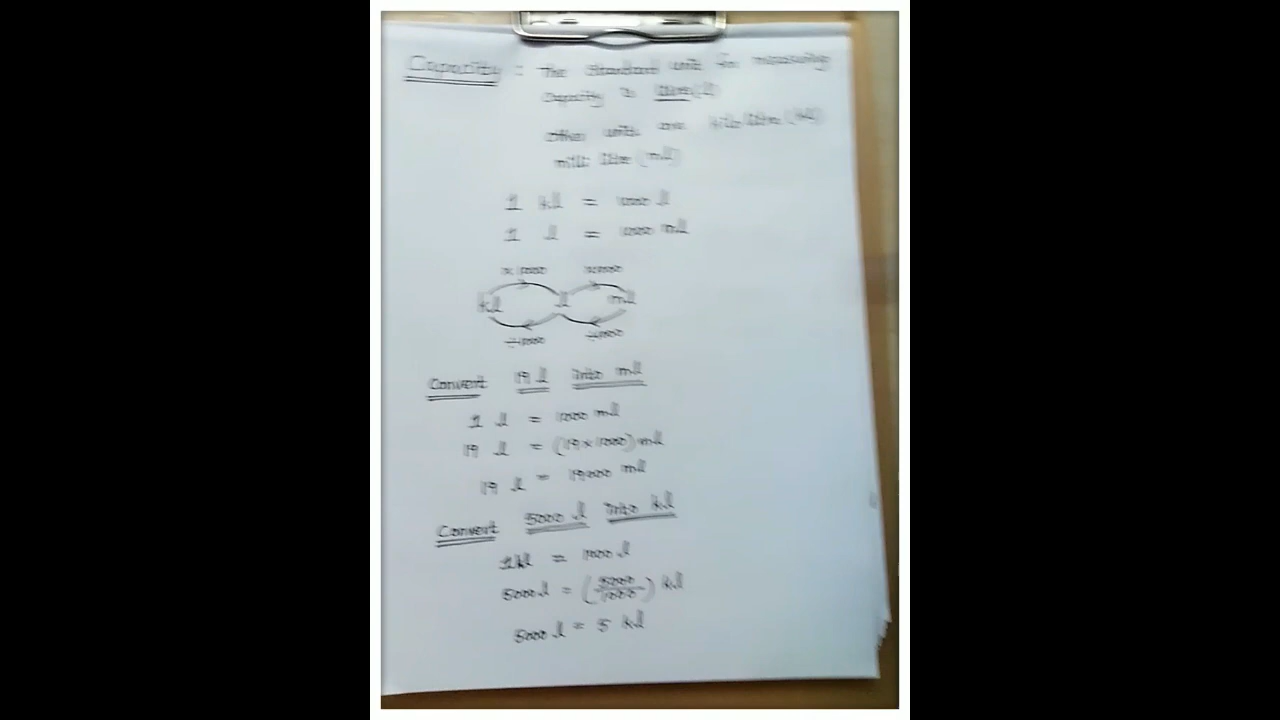 Capacity : The standard unit for measuring
capacity is litre (l)
Other units are kilo litre (kl)
milli litre (ml)
1 kl = 1000 l
1 l = 1000 ml
×1000 ×1000
kl l ml
÷1000 ÷1000
Convert 19 l into ml
1 l = 1000 ml
19 l = (19 × 1000) ml
19 l = 19000 ml
Convert 5000 l into kl
1kl = 1000 l
5000 l = (5000/1000) kl
5000 l = 5 kl